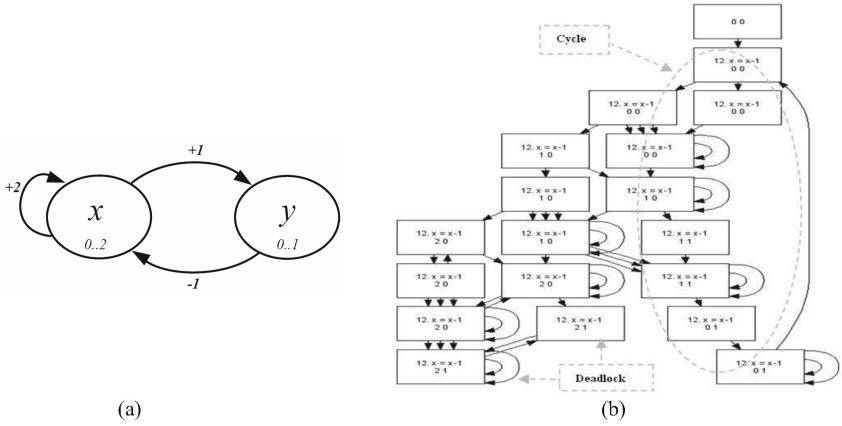 +1
+2
x
0..2
y
0..1
-1
(a)
0 0
Cycle
12. x = x-1
0 0
12. x = x-1
0 0
12. x = x-1
0 0
12. x = x-1
1 0
12. x = x-1
0 0
12. x = x-1
1 0
12. x = x-1
1 0
12. x = x-1
2 0
12. x = x-1
1 0
12. x = x-1
1 1
12. x = x-1
2 0
12. x = x-1
2 0
12. x = x-1
1 1
12. x = x-1
2 0
12. x = x-1
2 1
12. x = x-1
0 1
12. x = x-1
2 1
12. x = x-1
0 1
Deadlock
(b)